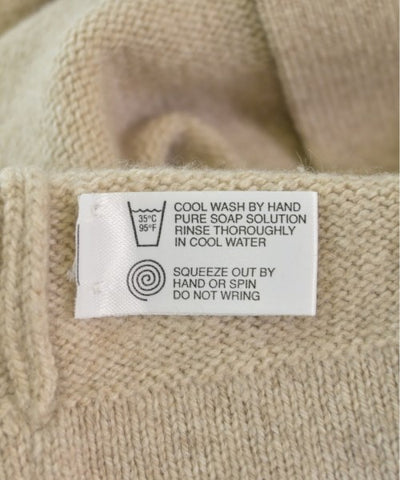 35°C
95°F
COOL WASH BY HAND
PURE SOAP SOLUTION
RINSE THOROUGHLY
IN COOL WATER
SQUEEZE OUT BY
HAND OR SPIN
DO NOT WRING